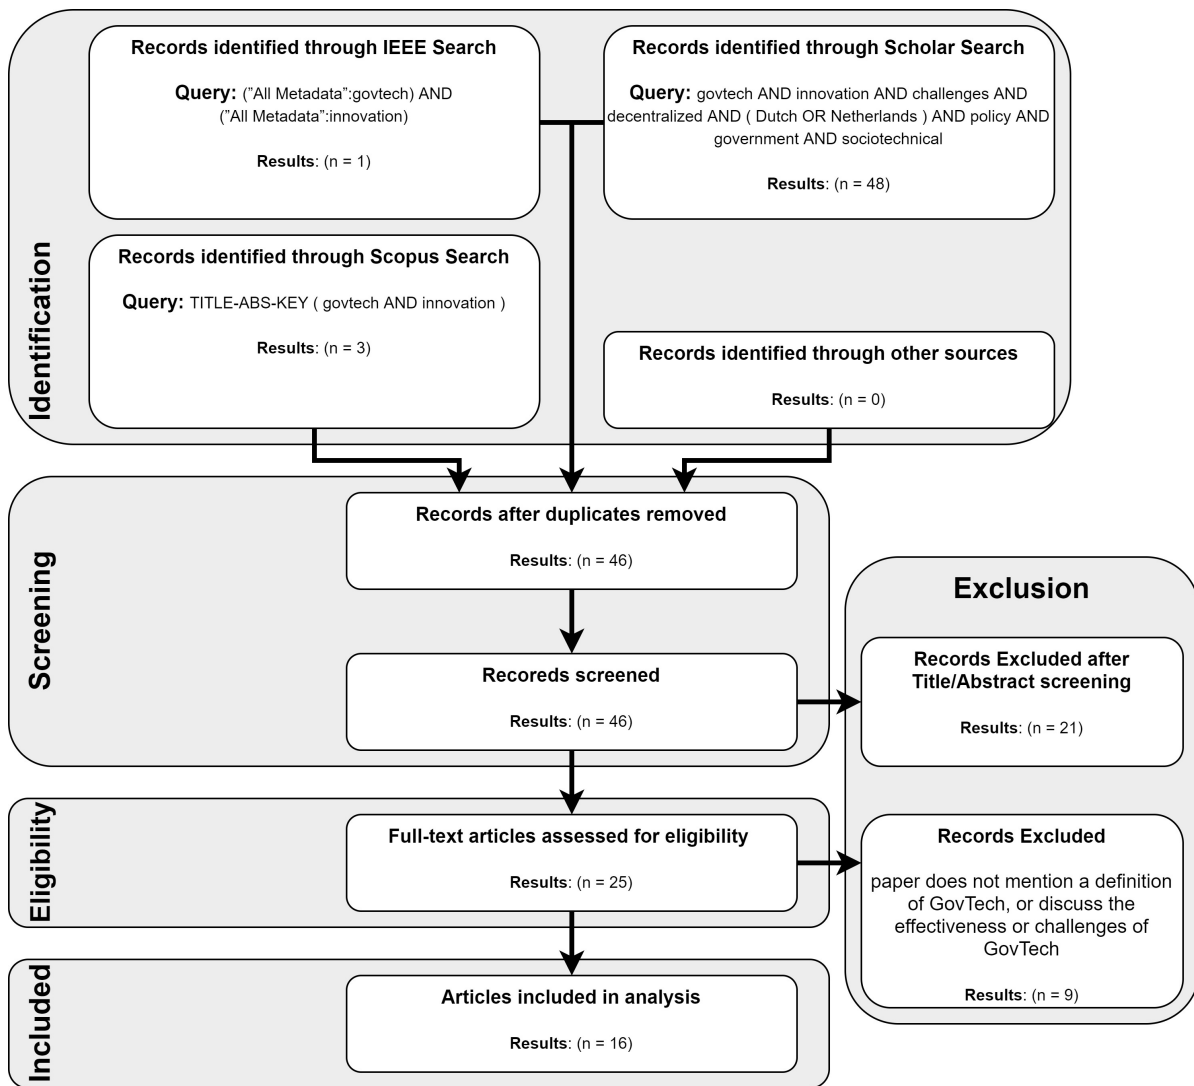 Identification
Records identified through IEEE Search
Query: (”All Metadata”:govtech) AND
(”All Metadata”:innovation)
Results: (n = 1)
Records identified through Scholar Search
Query: govtech AND innovation AND challenges AND
decentralized AND ( Dutch OR Netherlands ) AND policy AND
government AND sociotechnical
Results: (n = 48)
Records identified through Scopus Search
Query: TITLE-ABS-KEY ( govtech AND innovation )
Results: (n = 3)
Records identified through other sources
Results: (n = 0)
Screening
Records after duplicates removed
Results: (n = 46)
Recoreds screened
Results: (n = 46)
Exclusion
Records Excluded after
Title/Abstract screening
Results: (n = 21)
Eligibility
Full-text articles assessed for eligibility
Results: (n = 25)
Records Excluded
paper does not mention a definition
of GovTech, or discuss the
effectiveness or challenges of
GovTech
Results: (n = 9)
Included
Articles included in analysis
Results: (n = 16)